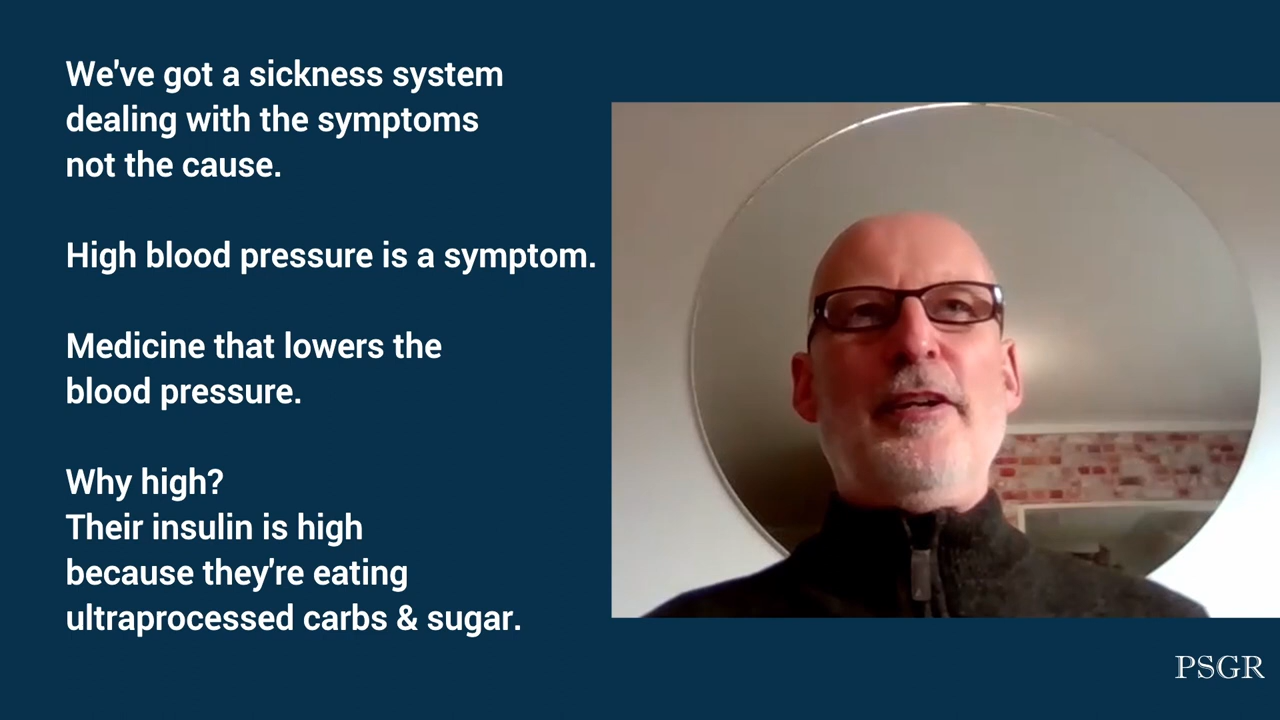 We've got a sickness system
dealing with the symptoms
not the cause.
High blood pressure is a symptom.
Medicine that lowers the
blood pressure.
Why high?
Their insulin is high
because they're eating
ultraprocessed carbs & sugar.
PSGR